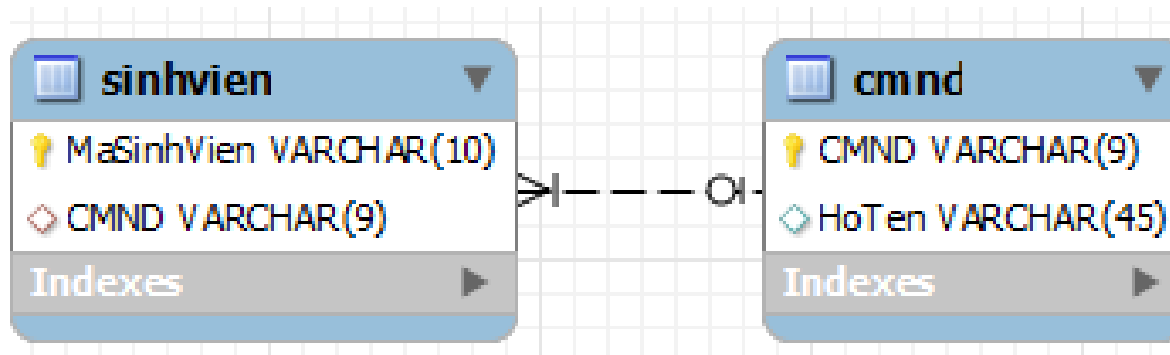 sinhvien
MaSinhVien VARCHAR(10)
CMND VARCHAR(9)
Indexes
cmnd
CMND VARCHAR(9)
HoTen VARCHAR(45)
Indexes